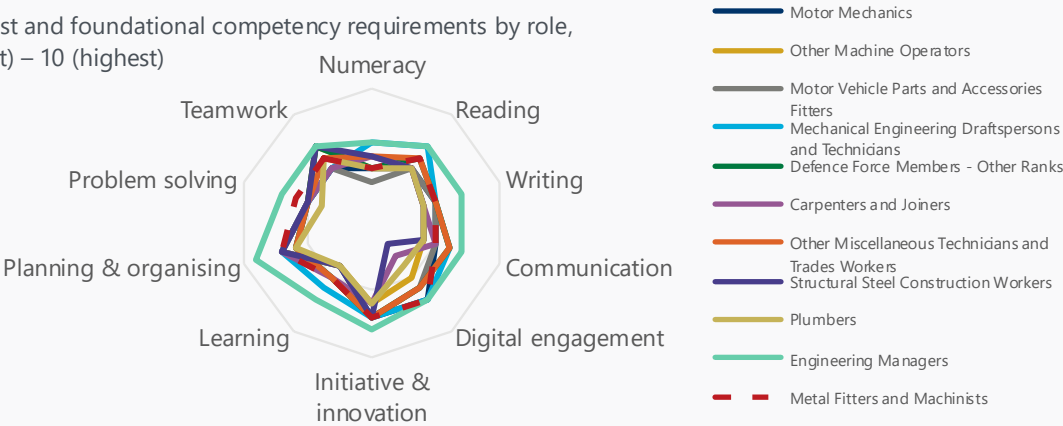 st and foundational competency requirements by role,
t) – 10 (highest)
Numeracy
Reading
Writing
Communication
Digital engagement
Initiative &
innovation
Learning
Planning & organising
Problem solving
Teamwork
Motor Mechanics
Other Machine Operators
Motor Vehicle Parts and Accessories
Fitters
Mechanical Engineering Draftspersons
and Technicians
Defence Force Members - Other Ranks
Carpenters and Joiners
Other Miscellaneous Technicians and
Trades Workers
Structural Steel Construction Workers
Plumbers
Engineering Managers
Metal Fitters and Machinists